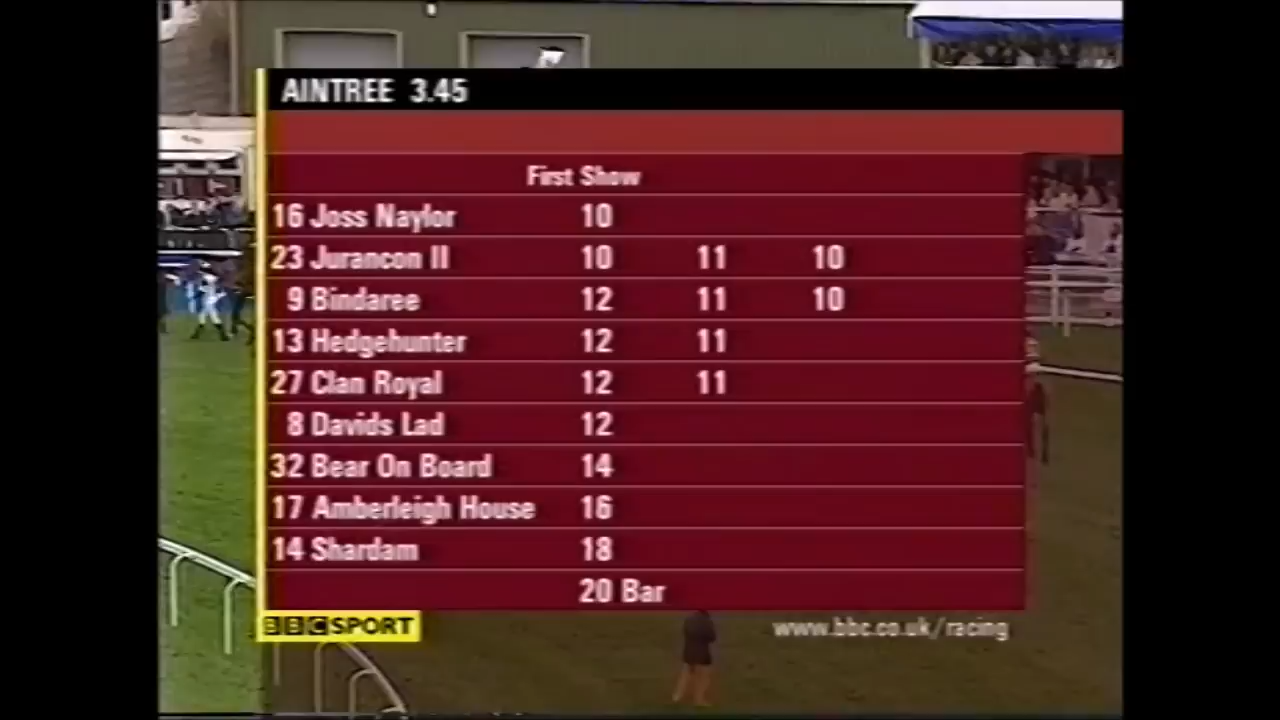 AINTREE 3.45
First Show
16 Joss Naylor 10
23 Jurancon II 10 11 10
9 Bindaree 12 11 10
13 Hedgehunter 12 11
27 Clan Royal 12 11
8 Davids Lad 12
32 Bear On Board 14
17 Amberleigh House 16
14 Shardam 18
20 Bar
BBC SPORT www.bbc.co.uk/racing